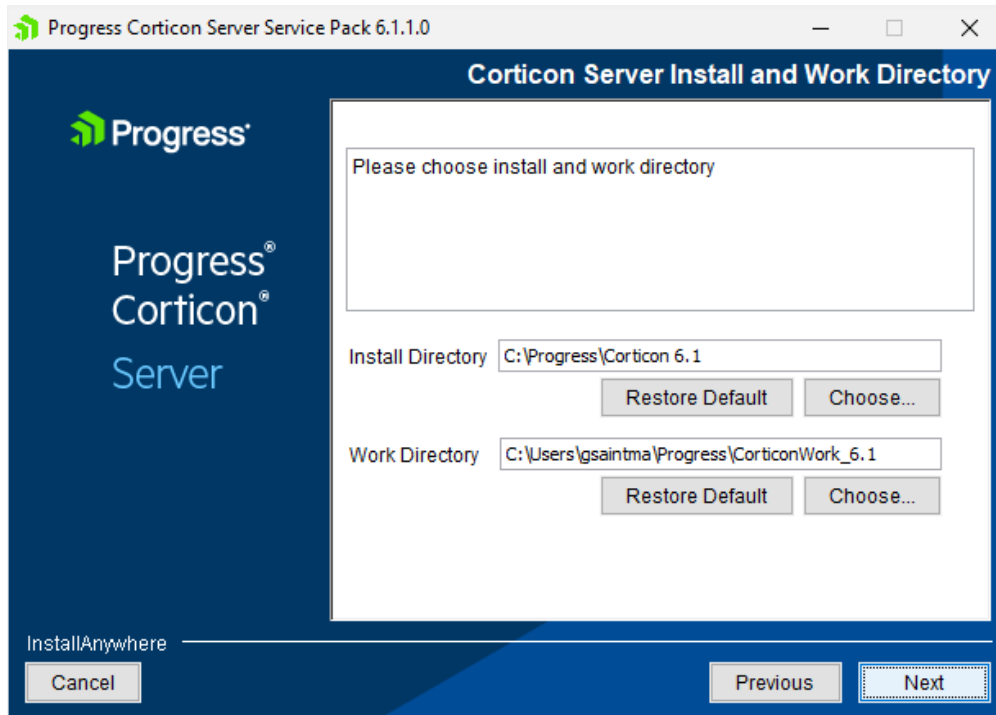 Progress Corticon Server Service Pack 6.1.1.0
Corticon Server Install and Work Directory
Progress
Progress®
Corticon®
Server
Please choose install and work directory
Install Directory C:\Progress\Corticon 6.1
Restore Default Choose...
Work Directory C:\Users\gsaintma\Progress\CorticonWork_6.1
Restore Default Choose...
InstallAnywhere
Cancel Previous Next